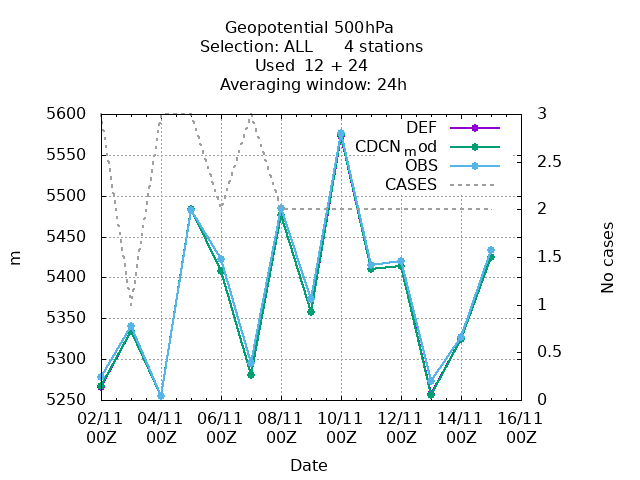 Geopotential 500hPa
Selection: ALL      4 stations
Used  12 + 24
Averaging window: 24h
5600
5550
5500
5450
5400
5350
5300
5250
m
DEF
CDCNmod
OBS
CASES
3
2.5
2
1.5
1
0.5
0
No cases
02/11 04/11 06/11 08/11 10/11 12/11 14/11 16/11
00Z 00Z 00Z 00Z 00Z 00Z 00Z 00Z
Date